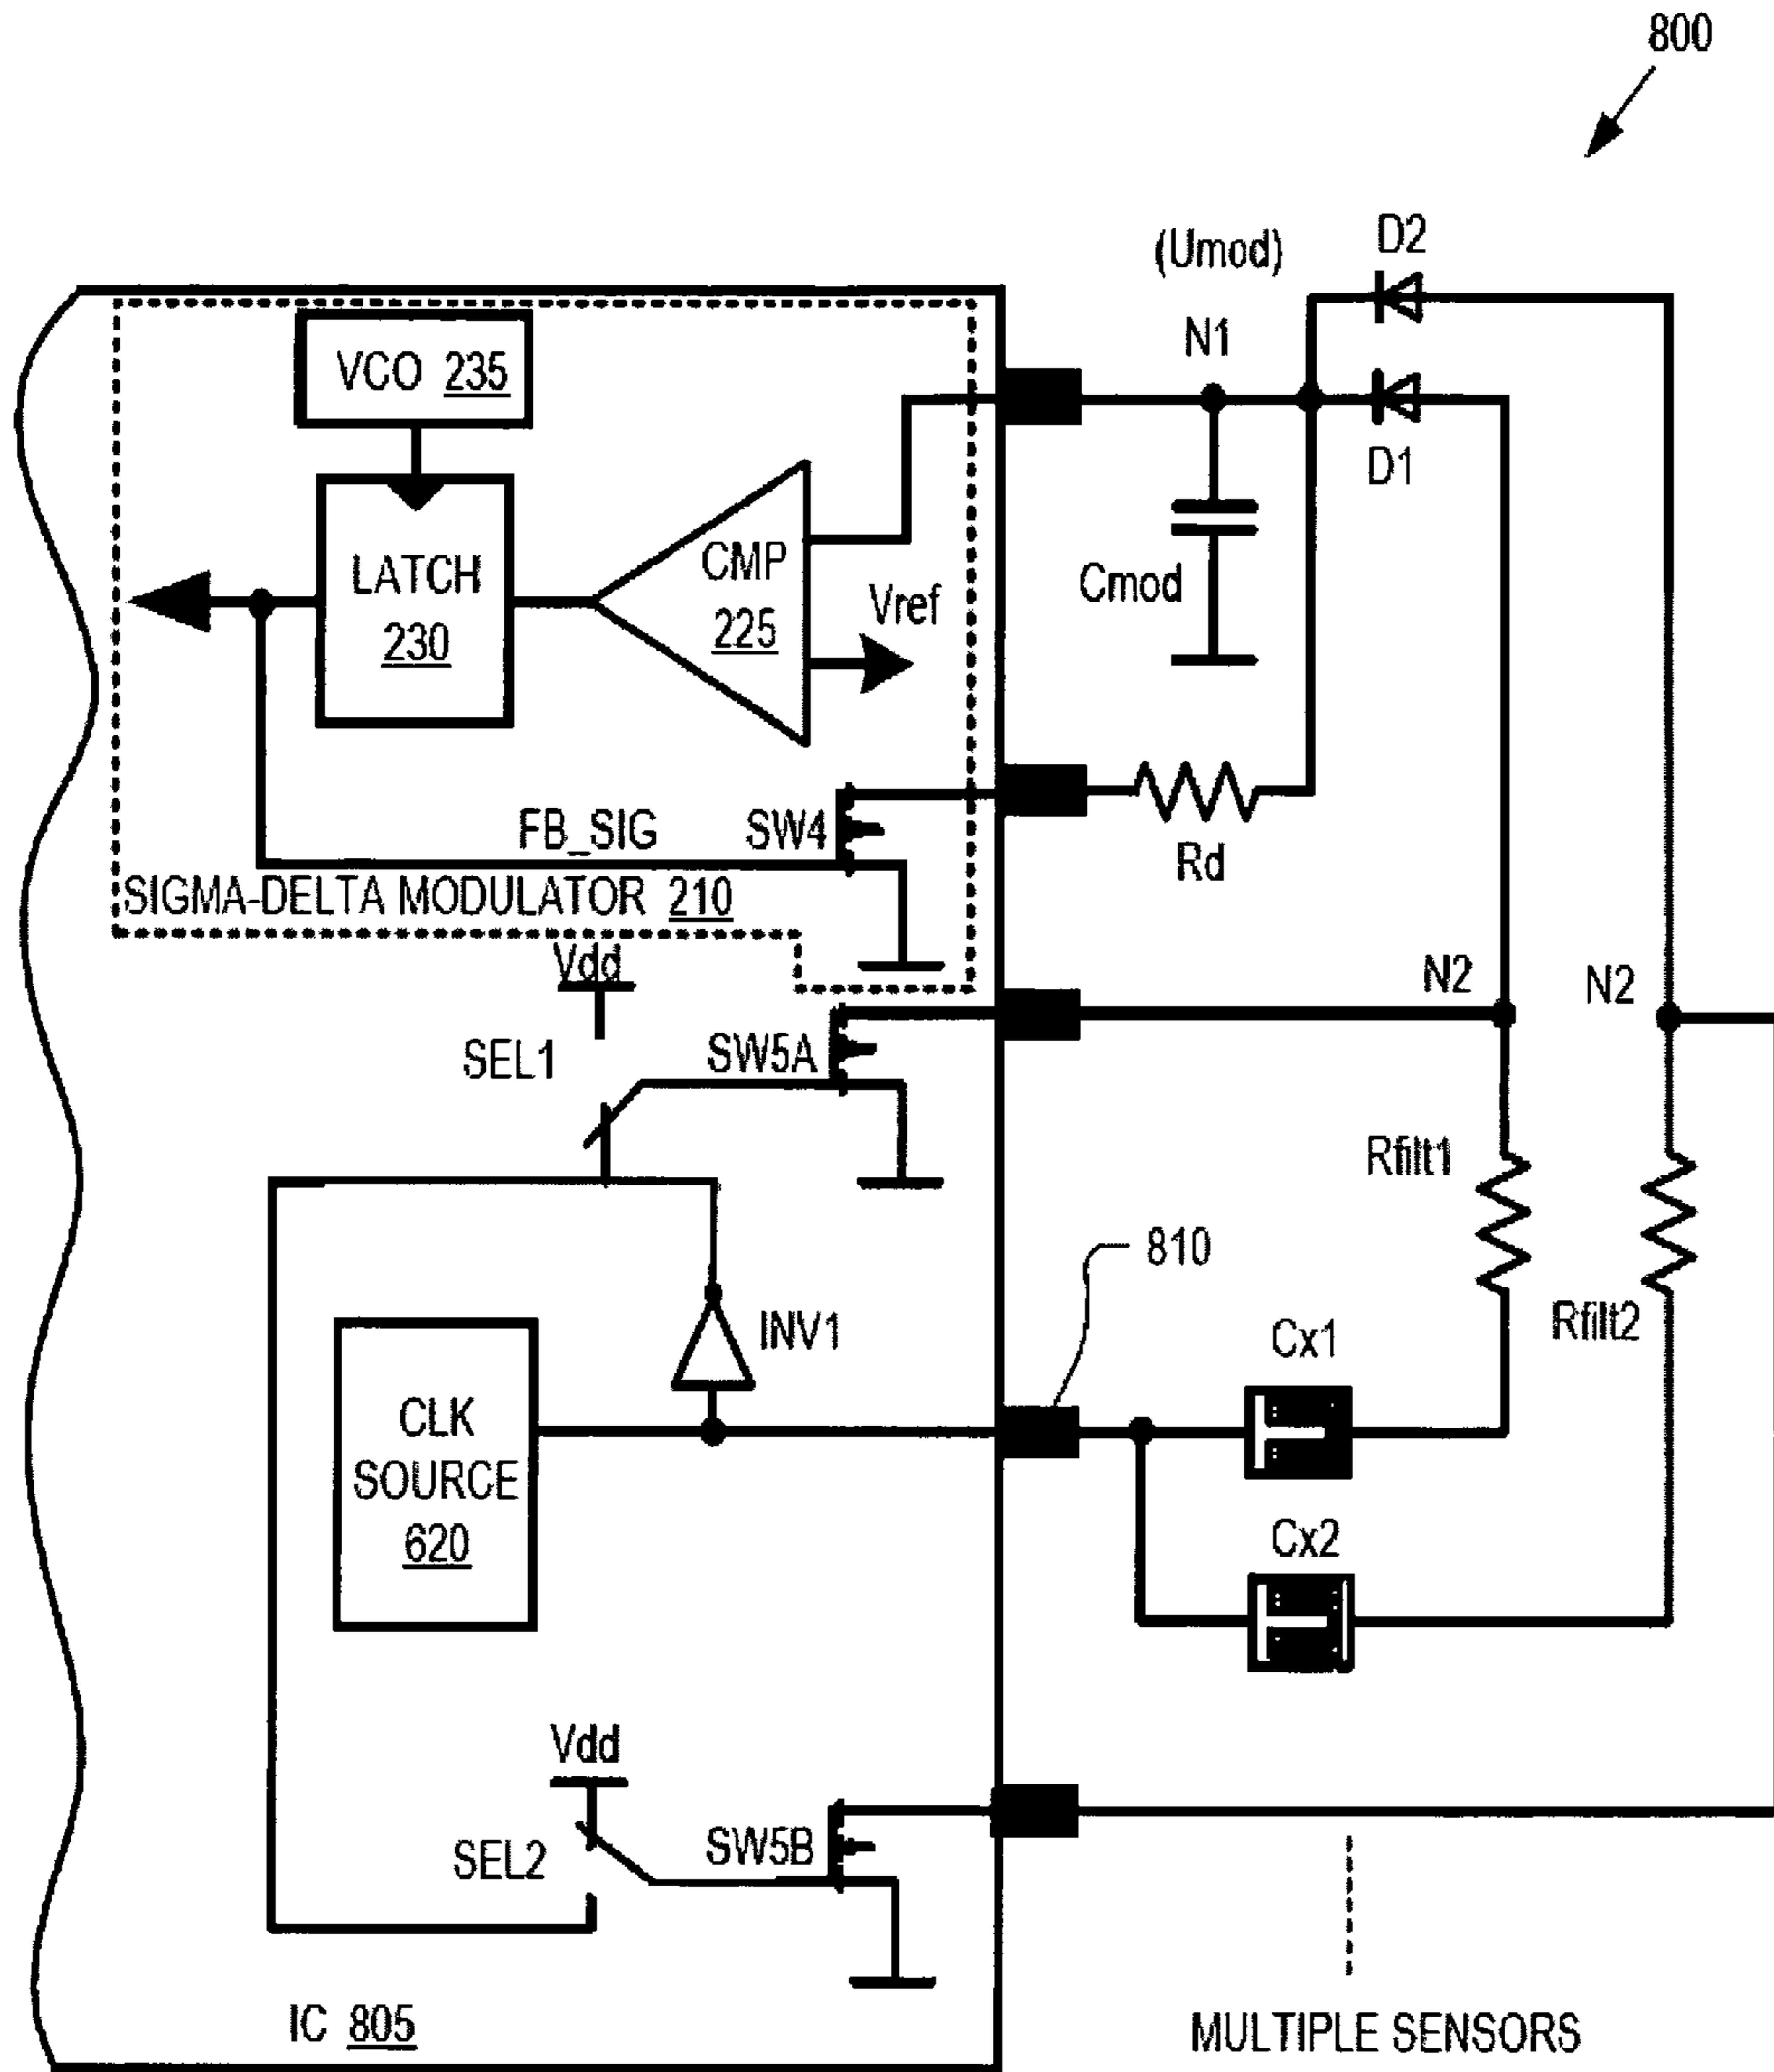 800
(Umod)
D2
N1
D1
VCO 235
LATCH
230
CMP
225
Vref
Cmod
FB_SIG
SW4
Rd
SIGMA-DELTA MODULATOR 210
Vdd
N2
N2
SEL1
SW5A
Rfilt1
810
INV1
Rfilt2
Cx1
CLK
SOURCE
620
Cx2
Vdd
SEL2
SW5B
IC 805
MULTIPLE SENSORS